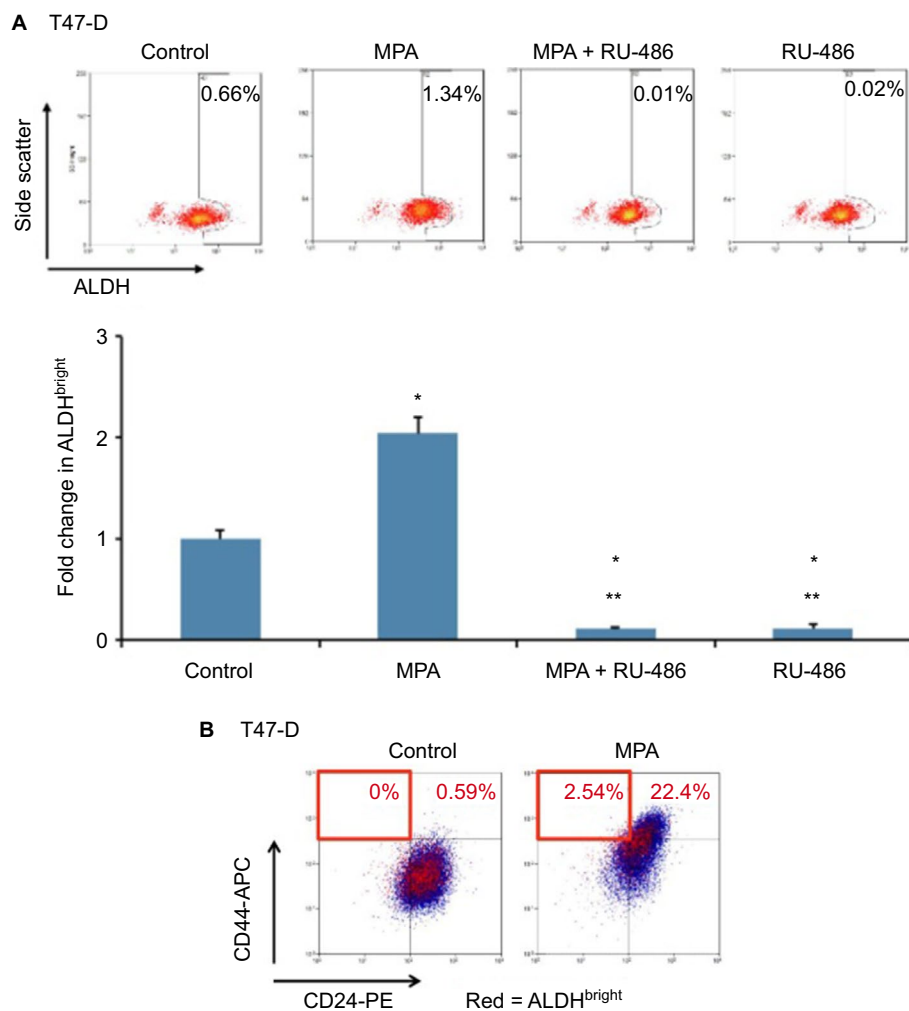 A T47-D
Control MPA MPA + RU-486 RU-486
0.66% 1.34% 0.01% 0.02%
Side scatter
ALDH
Fold change in ALDHbright
3
2
1
0
*
* *
** **
Control MPA MPA + RU-486 RU-486
B T47-D
Control MPA
0% 0.59% 2.54% 22.4%
CD44-APC
CD24-PE Red = ALDHbright